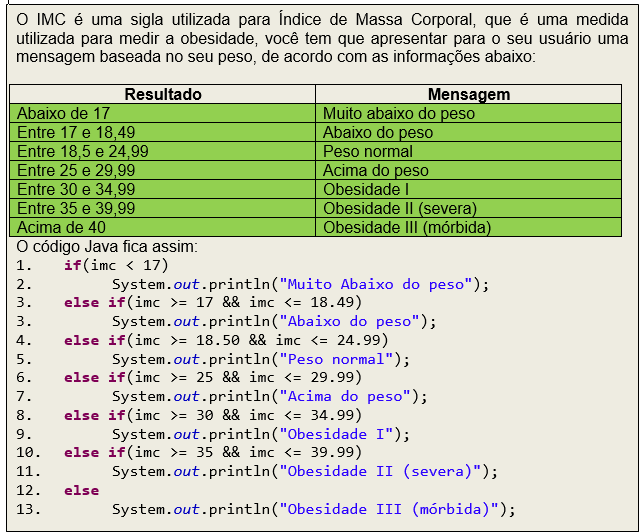 O IMC é uma sigla utilizada para Índice de Massa Corporal, que é uma medida
utilizada para medir a obesidade, você tem que apresentar para o seu usuário uma
mensagem baseada no seu peso, de acordo com as informações abaixo:
Resultado Mensagem
Abaixo de 17 Muito abaixo do peso
Entre 17 e 18,49 Abaixo do peso
Entre 18,5 e 24,99 Peso normal
Entre 25 e 29,99 Acima do peso
Entre 30 e 34,99 Obesidade I
Entre 35 e 39,99 Obesidade II (severa)
Acima de 40 Obesidade III (mórbida)
O código Java fica assim:
1. if(imc < 17)
2. System.out.println("Muito Abaixo do peso");
3. else if(imc >= 17 && imc <= 18.49)
3. System.out.println("Abaixo do peso");
4. else if(imc >= 18.50 && imc <= 24.99)
5. System.out.println("Peso normal");
6. else if(imc >= 25 && imc <= 29.99)
7. System.out.println("Acima do peso");
8. else if(imc >= 30 && imc <= 34.99)
9. System.out.println("Obesidade I");
10. else if(imc >= 35 && imc <= 39.99)
11. System.out.println("Obesidade II (severa)");
12. else
13. System.out.println("Obesidade III (mórbida)");